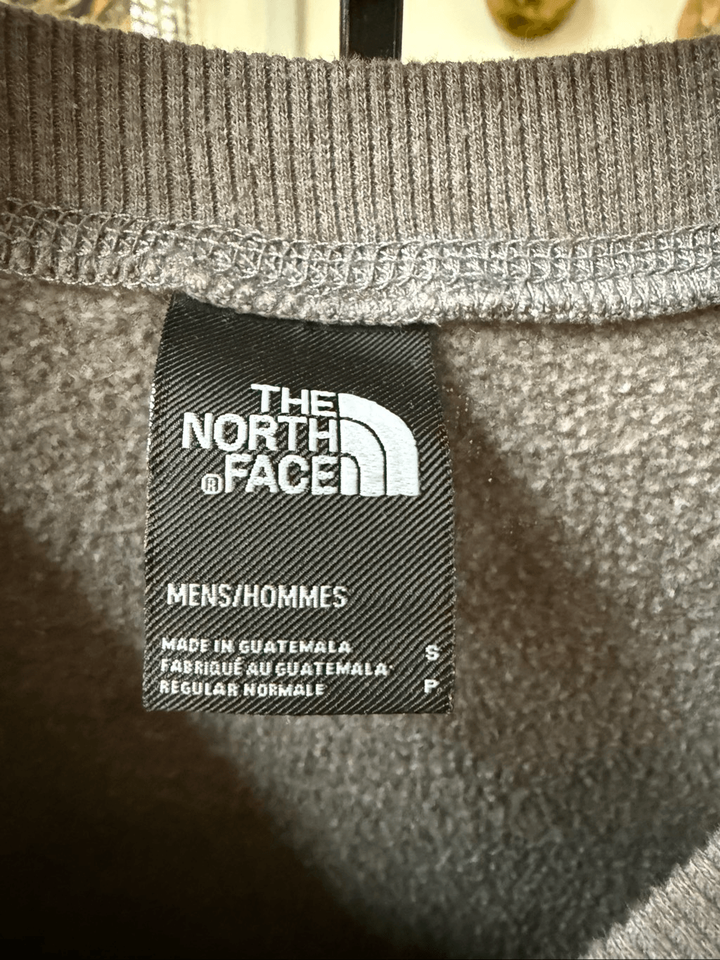 THE
NORTH
®FACE
MENS/HOMMES
MADE IN GUATEMALA
FABRIQUÉ AU GUATEMALA
REGULAR NORMALE
S
P